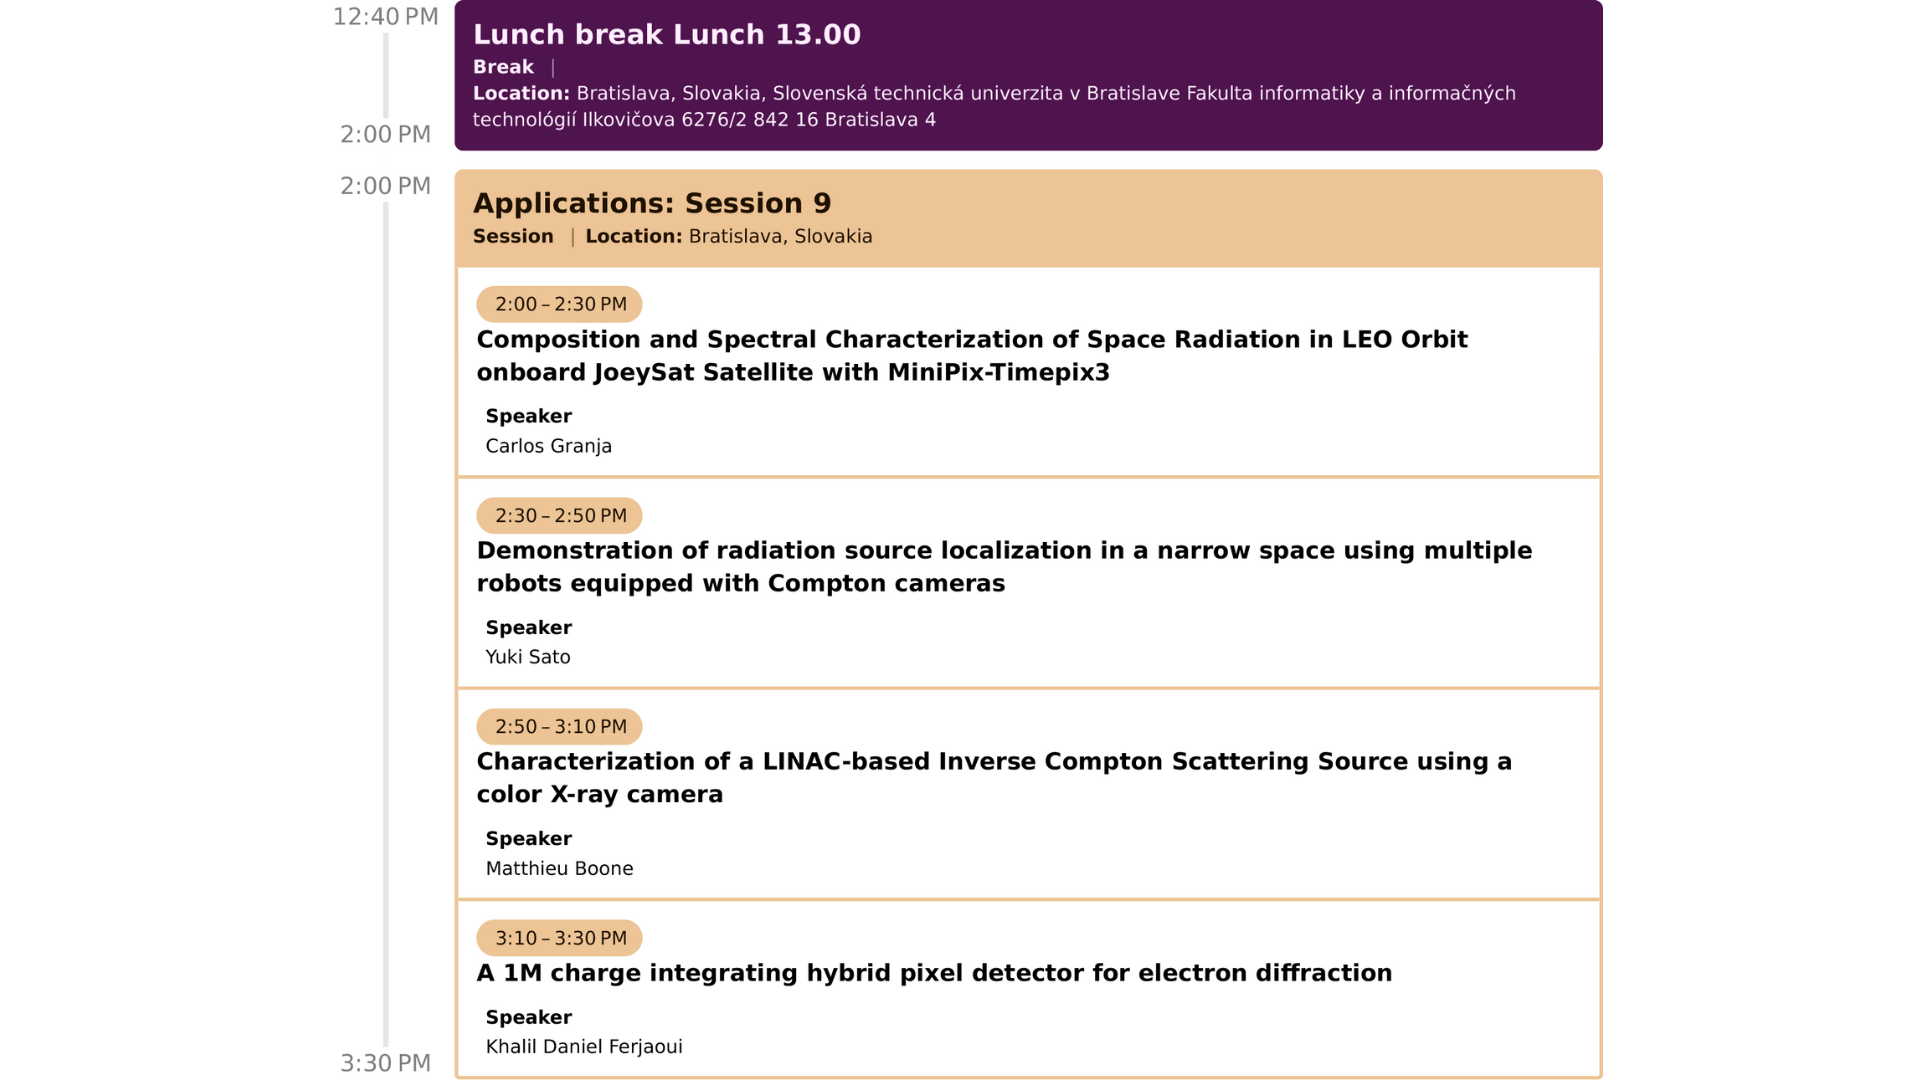 12:40 PM
Lunch break Lunch 13.00
Break |
Location: Bratislava, Slovakia, Slovenská technická univerzita v Bratislave Fakulta informatiky a informačných
technológií Ilkovičova 6276/2 842 16 Bratislava 4
2:00 PM
2:00 PM
Applications: Session 9
Session | Location: Bratislava, Slovakia
2:00 – 2:30 PM
Composition and Spectral Characterization of Space Radiation in LEO Orbit
onboard JoeySat Satellite with MiniPix-Timepix3
Speaker
Carlos Granja
2:30 – 2:50 PM
Demonstration of radiation source localization in a narrow space using multiple
robots equipped with Compton cameras
Speaker
Yuki Sato
2:50 – 3:10 PM
Characterization of a LINAC-based Inverse Compton Scattering Source using a
color X-ray camera
Speaker
Matthieu Boone
3:10 – 3:30 PM
A 1M charge integrating hybrid pixel detector for electron diffraction
Speaker
Khalil Daniel Ferjaoui
3:30 PM